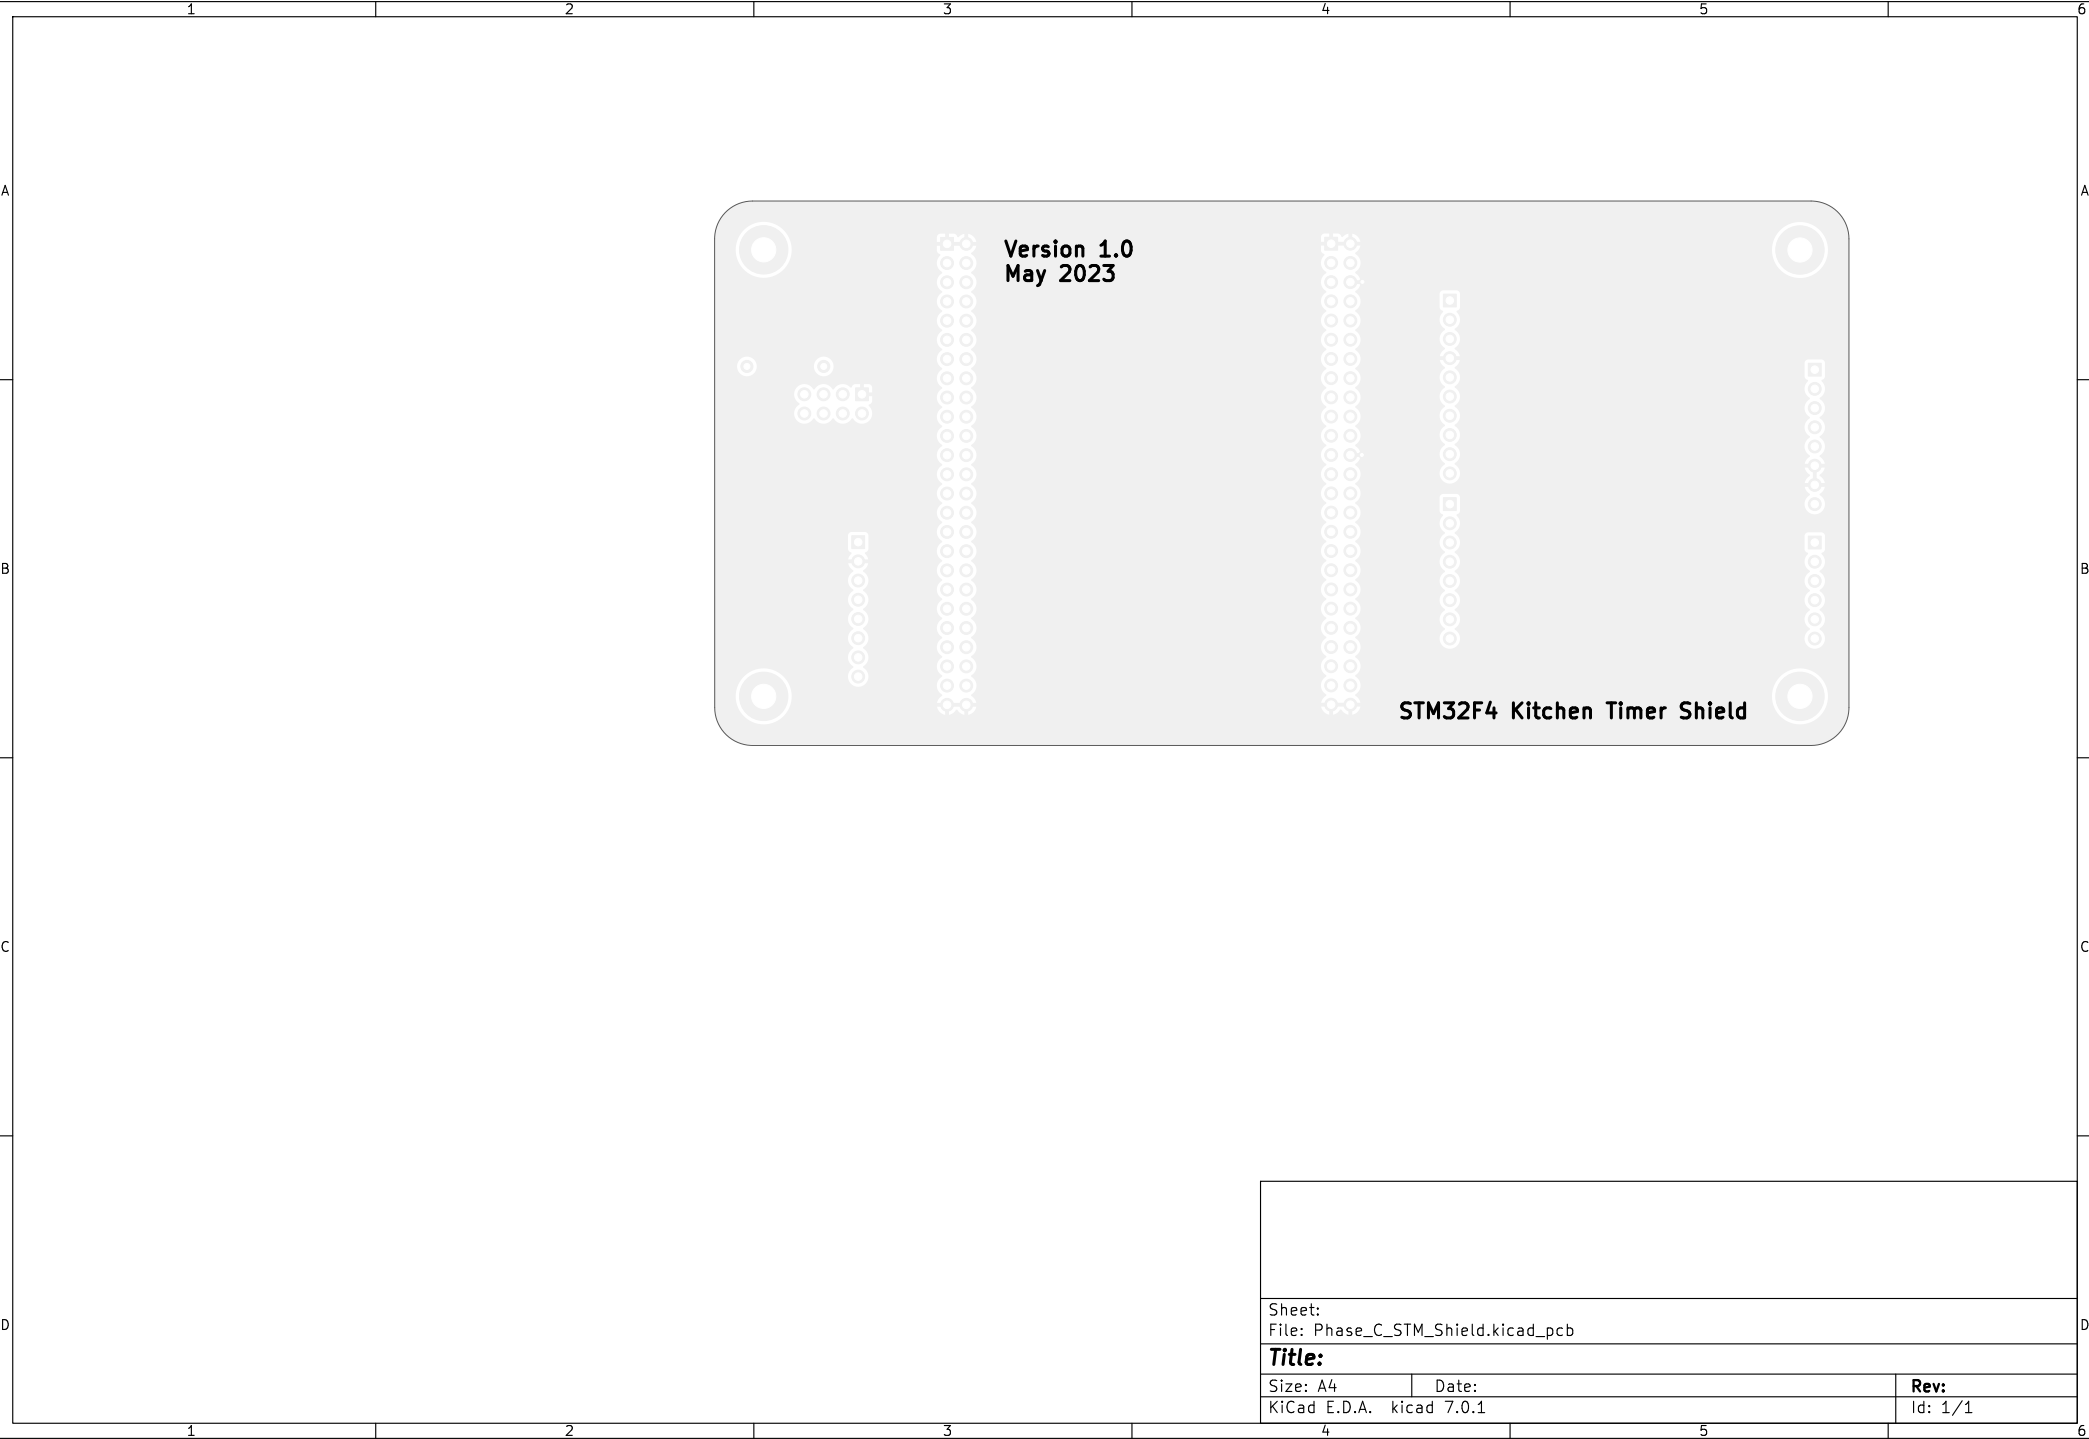 1 2 3 4 5 6
A A
Version 1.0
May 2023
B B
STM32F4 Kitchen Timer Shield
C C
Sheet:
File: Phase_C_STM_Shield.kicad_pcb
D D
Title:
Size: A4 Date: Rev:
KiCad E.D.A. kicad 7.0.1 Id: 1/1
1 2 3 4 5 6